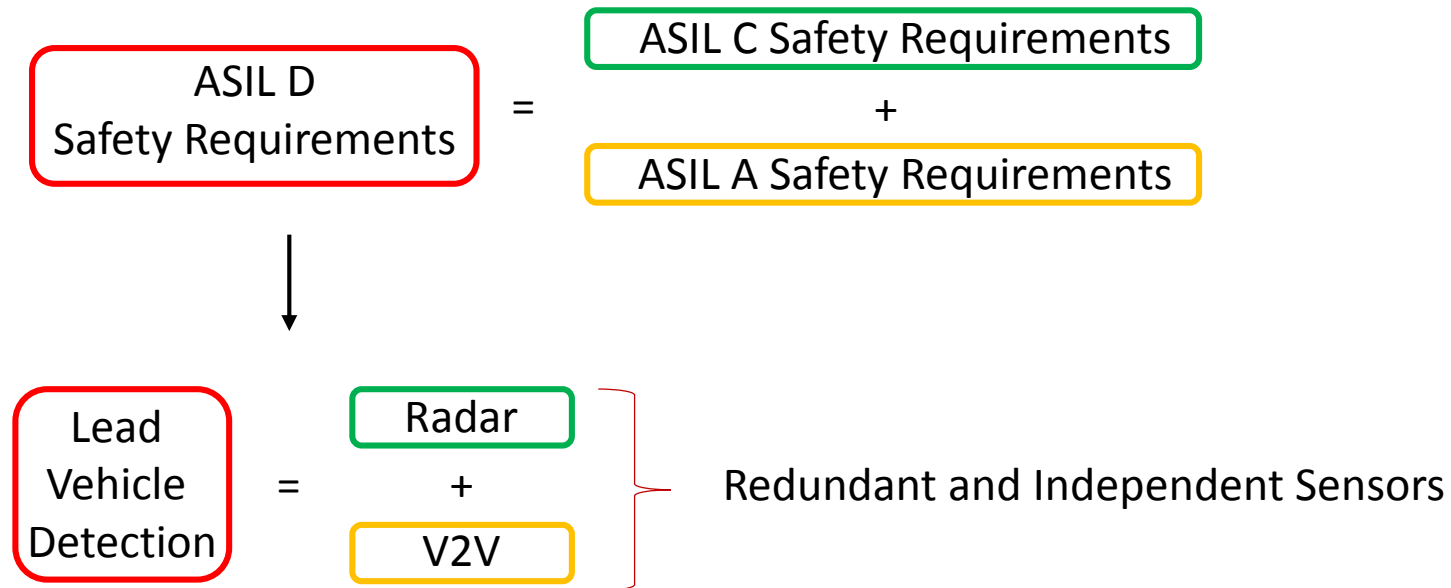 ASIL D
Safety Requirements
=
ASIL C Safety Requirements
+
ASIL A Safety Requirements
Lead
Vehicle
Detection
=
Radar
+
V2V
Redundant and Independent Sensors